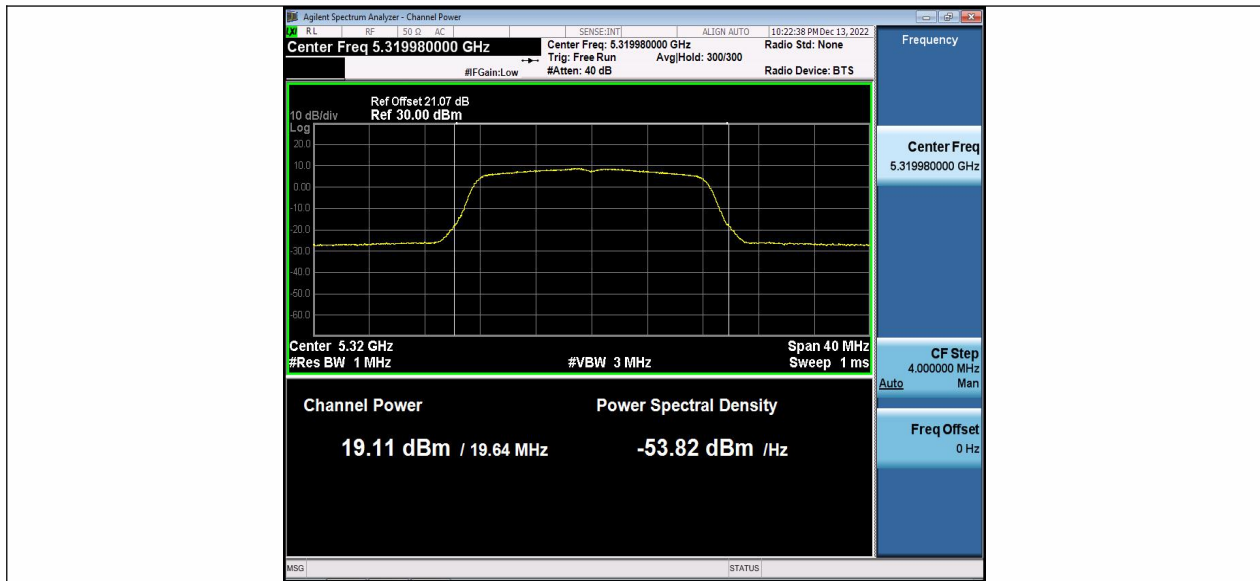 Agilent Spectrum Analyzer - Channel Power
RL RF 50 Ω AC SENSE:INT ALIGN AUTO 10:22:38 PM Dec 13, 2022
Center Freq 5.319980000 GHz
Center Freq: 5.319980000 GHz Radio Std: None
Trig: Free Run Avg|Hold: 300/300
#IFGain:Low #Atten: 40 dB Radio Device: BTS
Frequency
Ref Offset 21.07 dB
10 dB/div Ref 30.00 dBm
Log
20.0
10.0
0.00
-10.0
-20.0
-30.0
-40.0
-50.0
-60.0
Center 5.32 GHz Span 40 MHz
#Res BW 1 MHz #VBW 3 MHz Sweep 1 ms
Channel Power Power Spectral Density
19.11 dBm / 19.64 MHz -53.82 dBm /Hz
Center Freq
5.319980000 GHz
CF Step
4.000000 MHz
Auto Man
Freq Offset
0 Hz
MSG STATUS